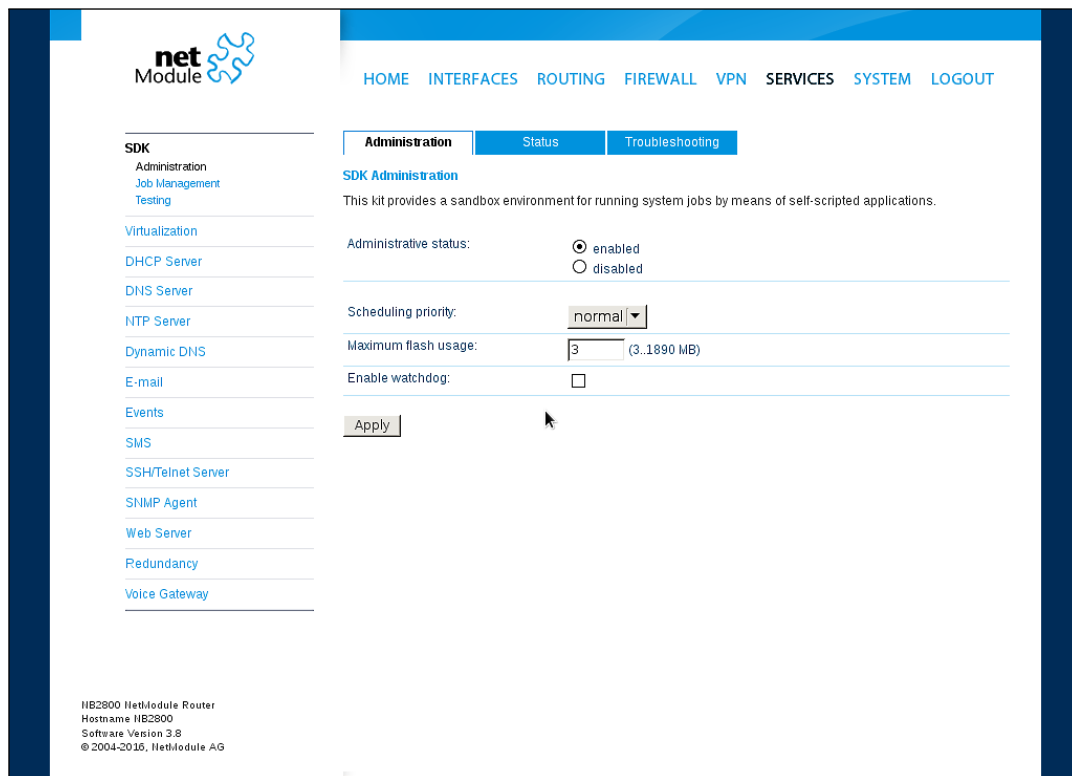 net
Module
HOME INTERFACES ROUTING FIREWALL VPN SERVICES SYSTEM LOGOUT
SDK
Administration
Job Management
Testing
Virtualization
DHCP Server
DNS Server
NTP Server
Dynamic DNS
E-mail
Events
SMS
SSH/Telnet Server
SNMP Agent
Web Server
Redundancy
Voice Gateway
Administration Status Troubleshooting
SDK Administration
This kit provides a sandbox environment for running system jobs by means of self-scripted applications.
Administrative status:
enabled
disabled
Scheduling priority: normal
Maximum flash usage: 3 (3..1890 MB)
Enable watchdog:
Apply
NB2800 NetModule Router
Hostname NB2800
Software Version 3.8
© 2004-2016, NetModule AG